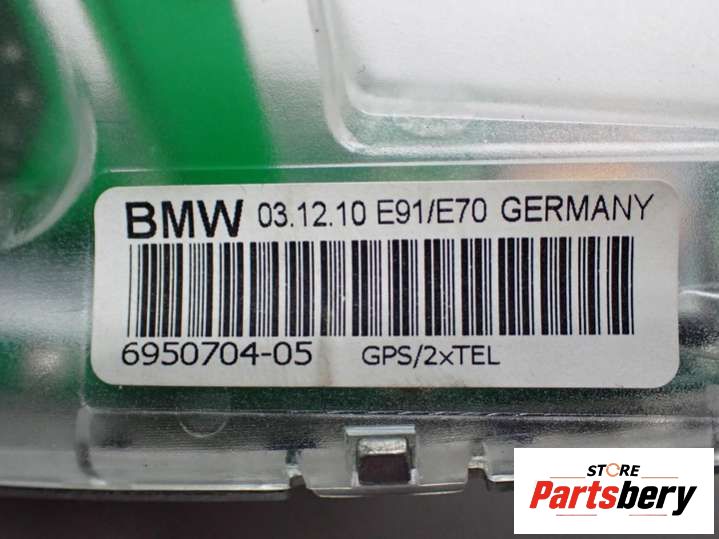 BMW 03.12.10 E91/E70 GERMANY
6950704-05 GPS/2xTEL
STORE
Partsbery